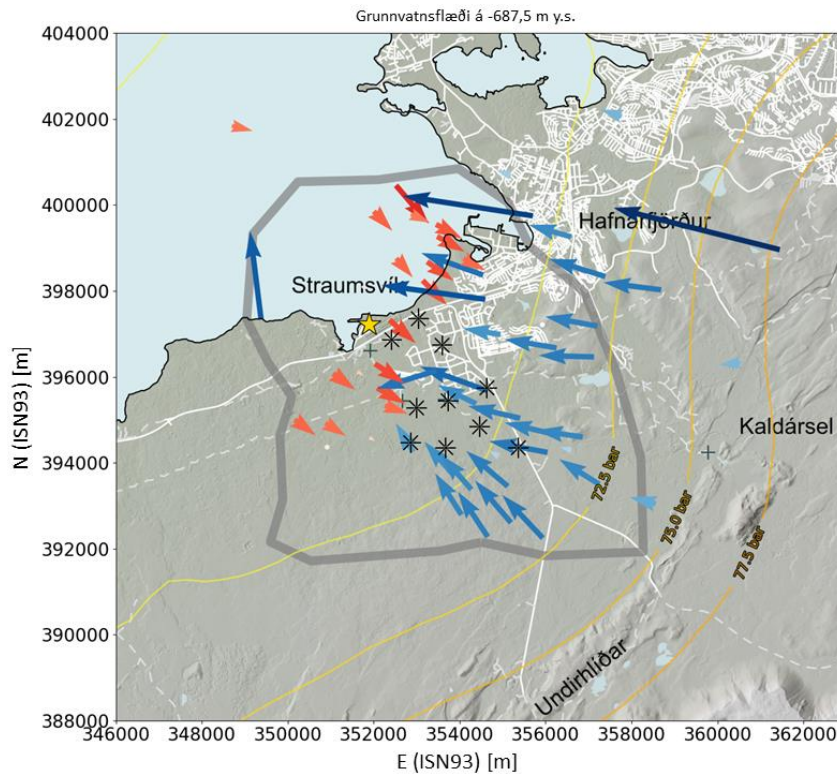 Grunnvatnsflæði á -687,5 m y.s.
404000
402000
400000
398000
396000
394000
392000
390000
388000
N (ISN93) [m]
Hafnarfjörður
Straumsvík
Kaldársel
72.5 bar
75.0 bar
77.5 bar
Undirhlíðar
346000 348000 350000 352000 354000 356000 358000 360000 362000
E (ISN93) [m]